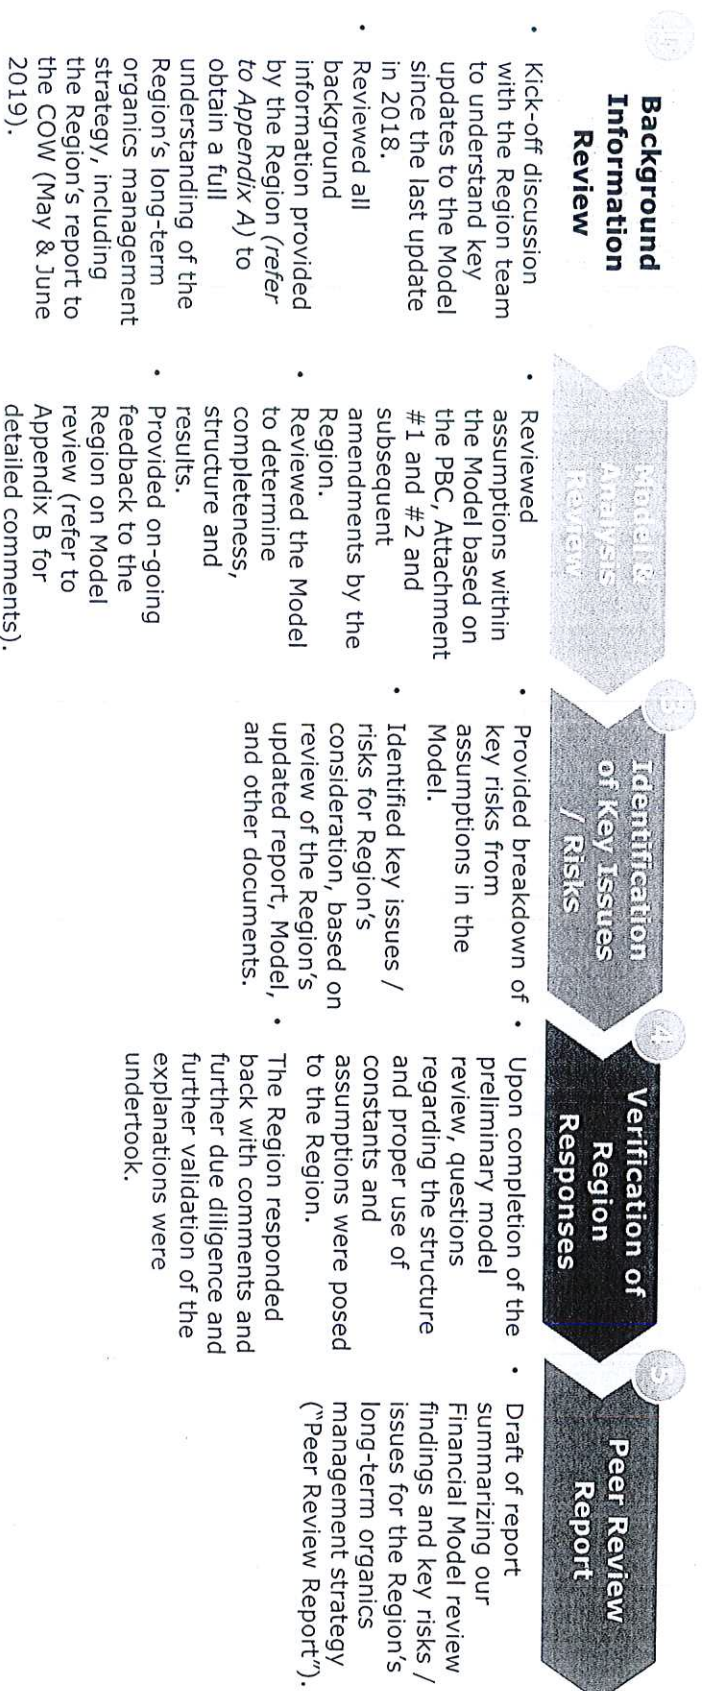 1
Background
Information
Review
• Kick-off discussion
with the Region team
to understand key
updates to the Model
since the last update
in 2018.
• Reviewed all
background
information provided
by the Region (refer
to Appendix A) to
obtain a full
understanding of the
Region's long-term
organics management
strategy, including
the Region's report to
the COW (May & June
2019).
2
Model &
Analysis
Review
• Reviewed
assumptions within
the Model based on
the PBC, Attachment
#1 and #2 and
subsequent
amendments by the
Region.
• Reviewed the Model
to determine
completeness,
structure and
results.
• Provided on-going
feedback to the
Region on Model
review (refer to
Appendix B for
detailed comments).
3
Identification
of Key Issues
/ Risks
• Provided breakdown of
key risks from
assumptions in the
Model.
• Identified key issues /
risks for Region's
consideration, based on
review of the Region's
updated report, Model,
and other documents.
4
Verification of
Region
Responses
• Upon completion of the
preliminary model
review, questions
regarding the structure
and proper use of
constants and
assumptions were posed
to the Region.
• The Region responded
back with comments and
further due diligence and
further validation of the
explanations were
undertook.
5
Peer Review
Report
• Draft of report
summarizing our
Financial Model review
findings and key risks /
issues for the Region's
long-term organics
management strategy
("Peer Review Report").